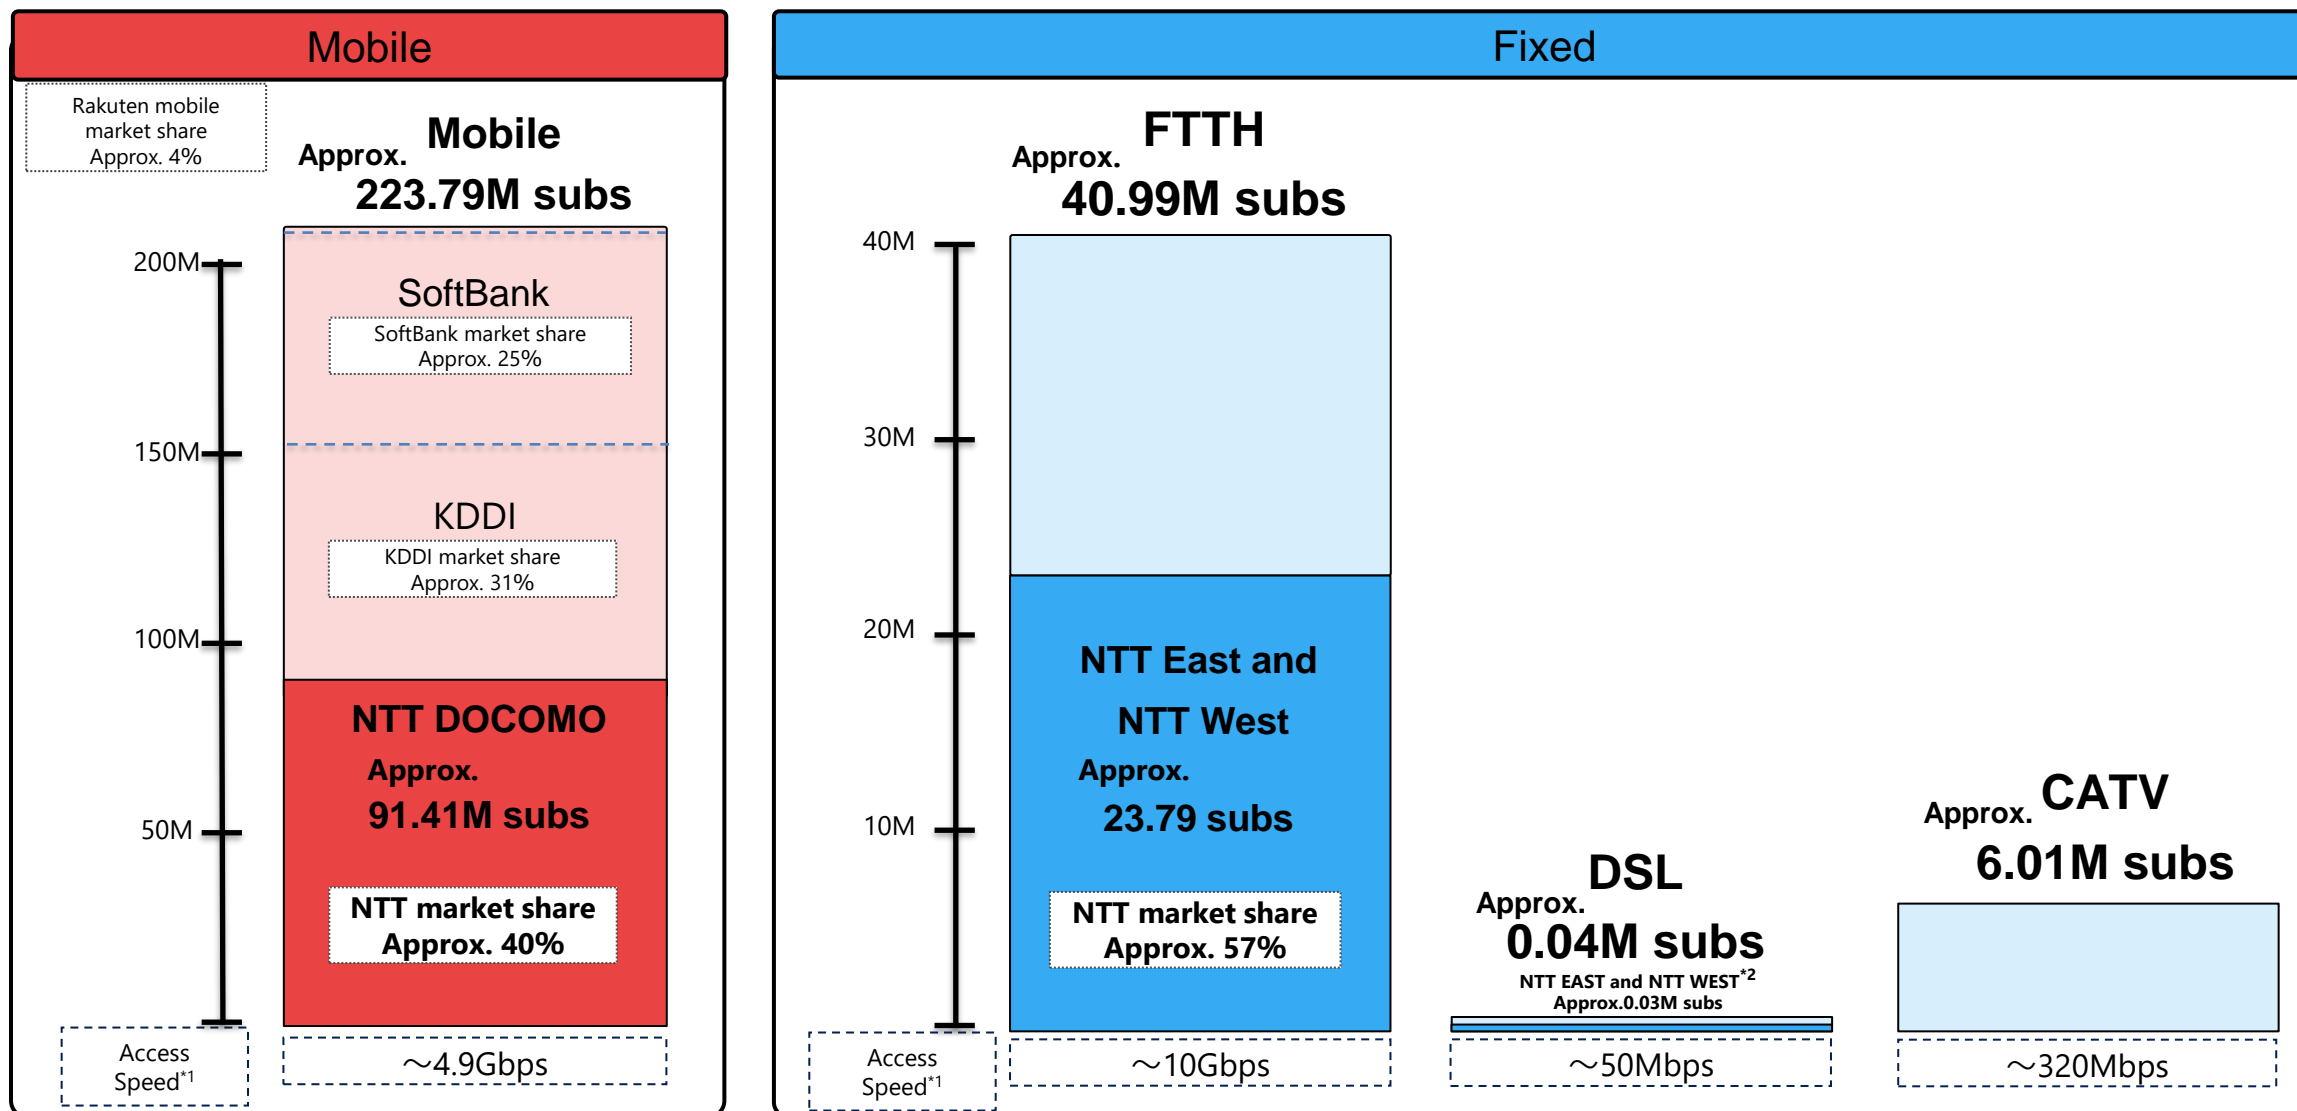 Mobile
Rakuten mobile
market share
Approx. 4%
Mobile
Approx.
223.79M subs
200M
150M
100M
50M
SoftBank
SoftBank market share
Approx. 25%
KDDI
KDDI market share
Approx. 31%
NTT DOCOMO
Approx.
91.41M subs
NTT market share
Approx. 40%
Access
Speed*1
～4.9Gbps
Fixed
FTTH
Approx.
40.99M subs
40M
30M
20M
10M
NTT East and
NTT West
Approx.
23.79 subs
NTT market share
Approx. 57%
DSL
Approx.
0.04M subs
NTT EAST and NTT WEST*2
Approx.0.03M subs
CATV
Approx.
6.01M subs
Access
Speed*1
～10Gbps
～50Mbps
～320Mbps